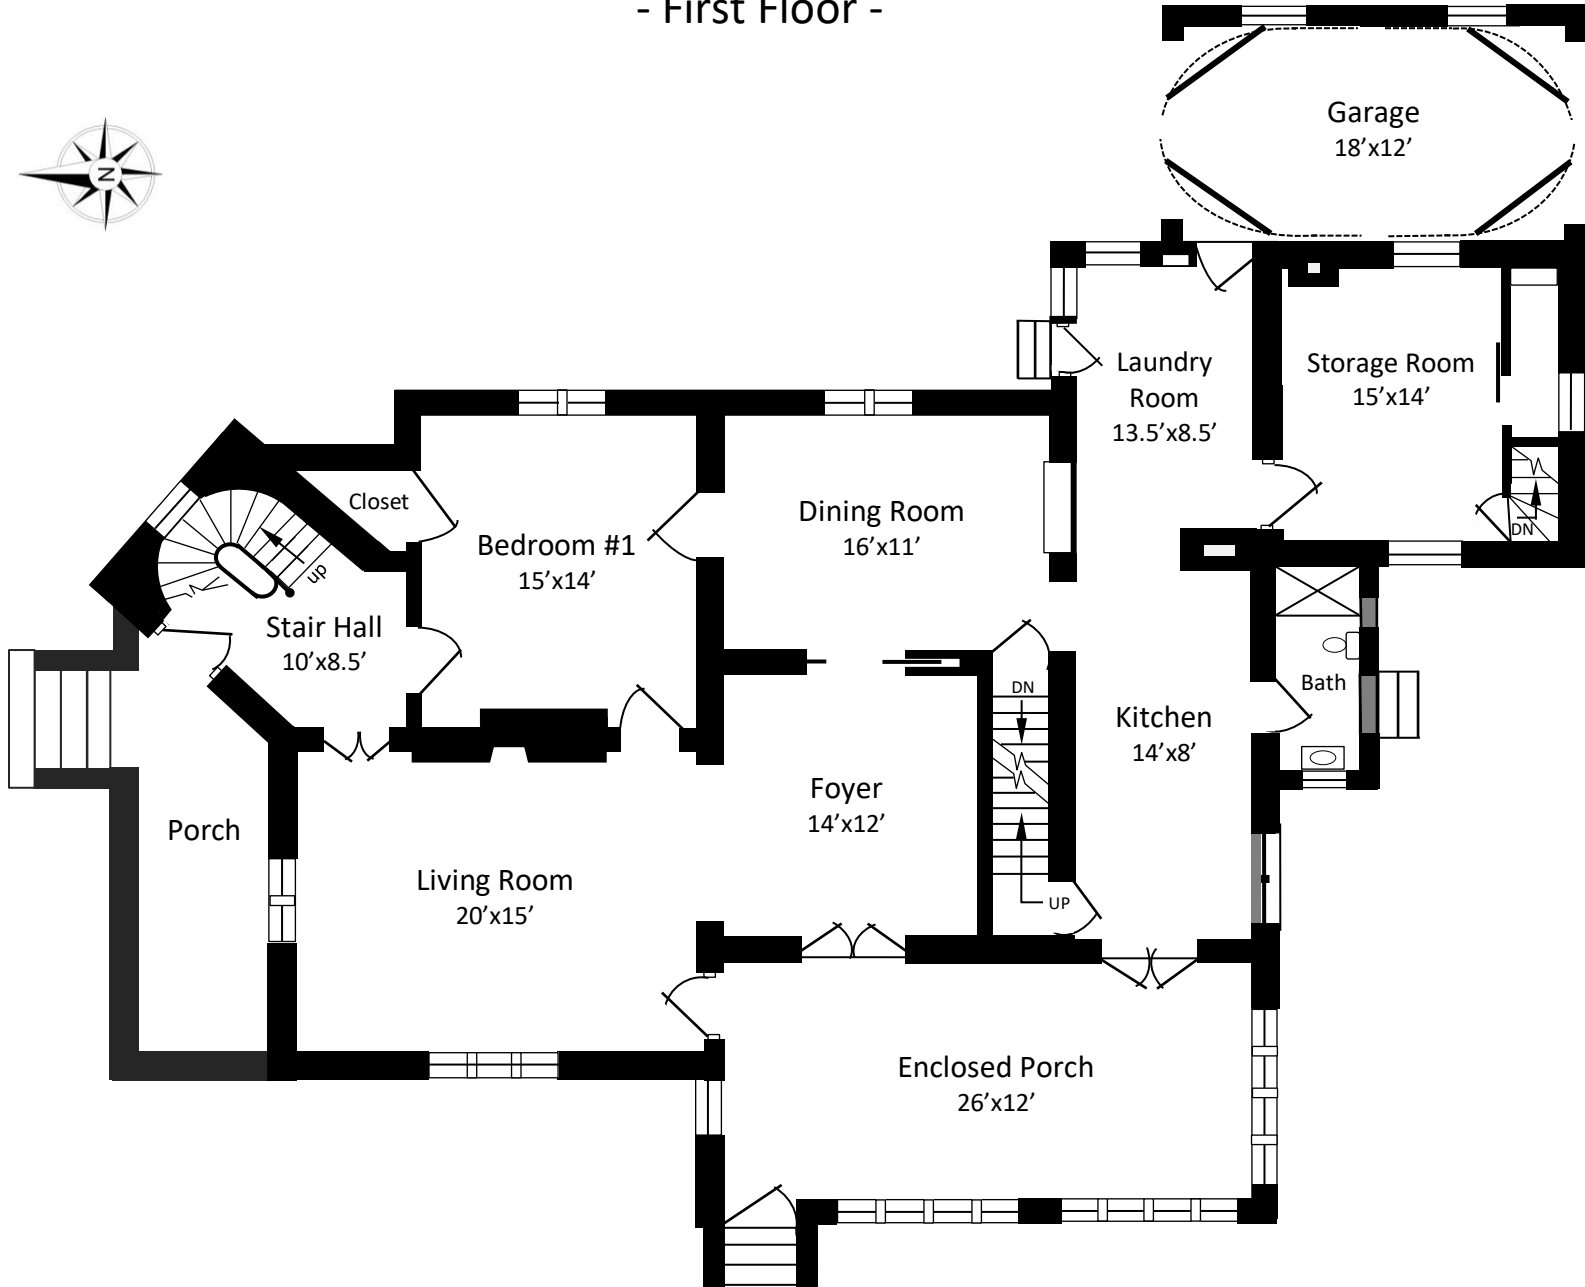 - First Floor -
Garage
18’x12’
N
Laundry
Room
13.5’x8.5’
Storage Room
15’x14’
Closet
Dining Room
16’x11’
Bedroom #1
15’x14’
DN
up
Stair Hall
10’x8.5’
DN
Bath
Kitchen
14’x8’
Foyer
14’x12’
Porch
Living Room
20’x15’
UP
Enclosed Porch
26’x12’